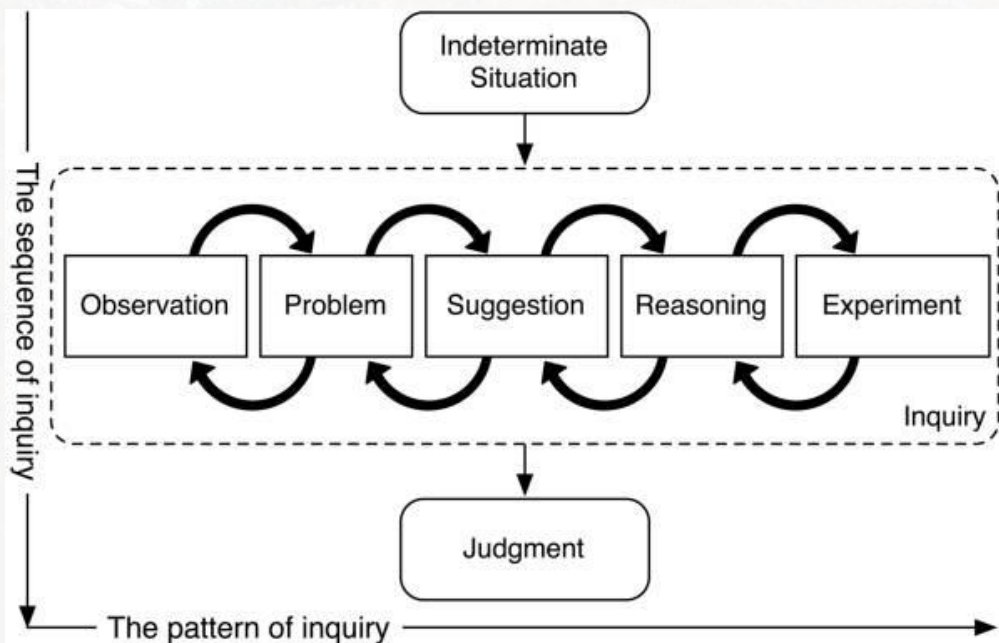 Indeterminate
Situation
The sequence of inquiry
Observation
Problem
Suggestion
Reasoning
Experiment
Inquiry
Judgment
The pattern of inquiry